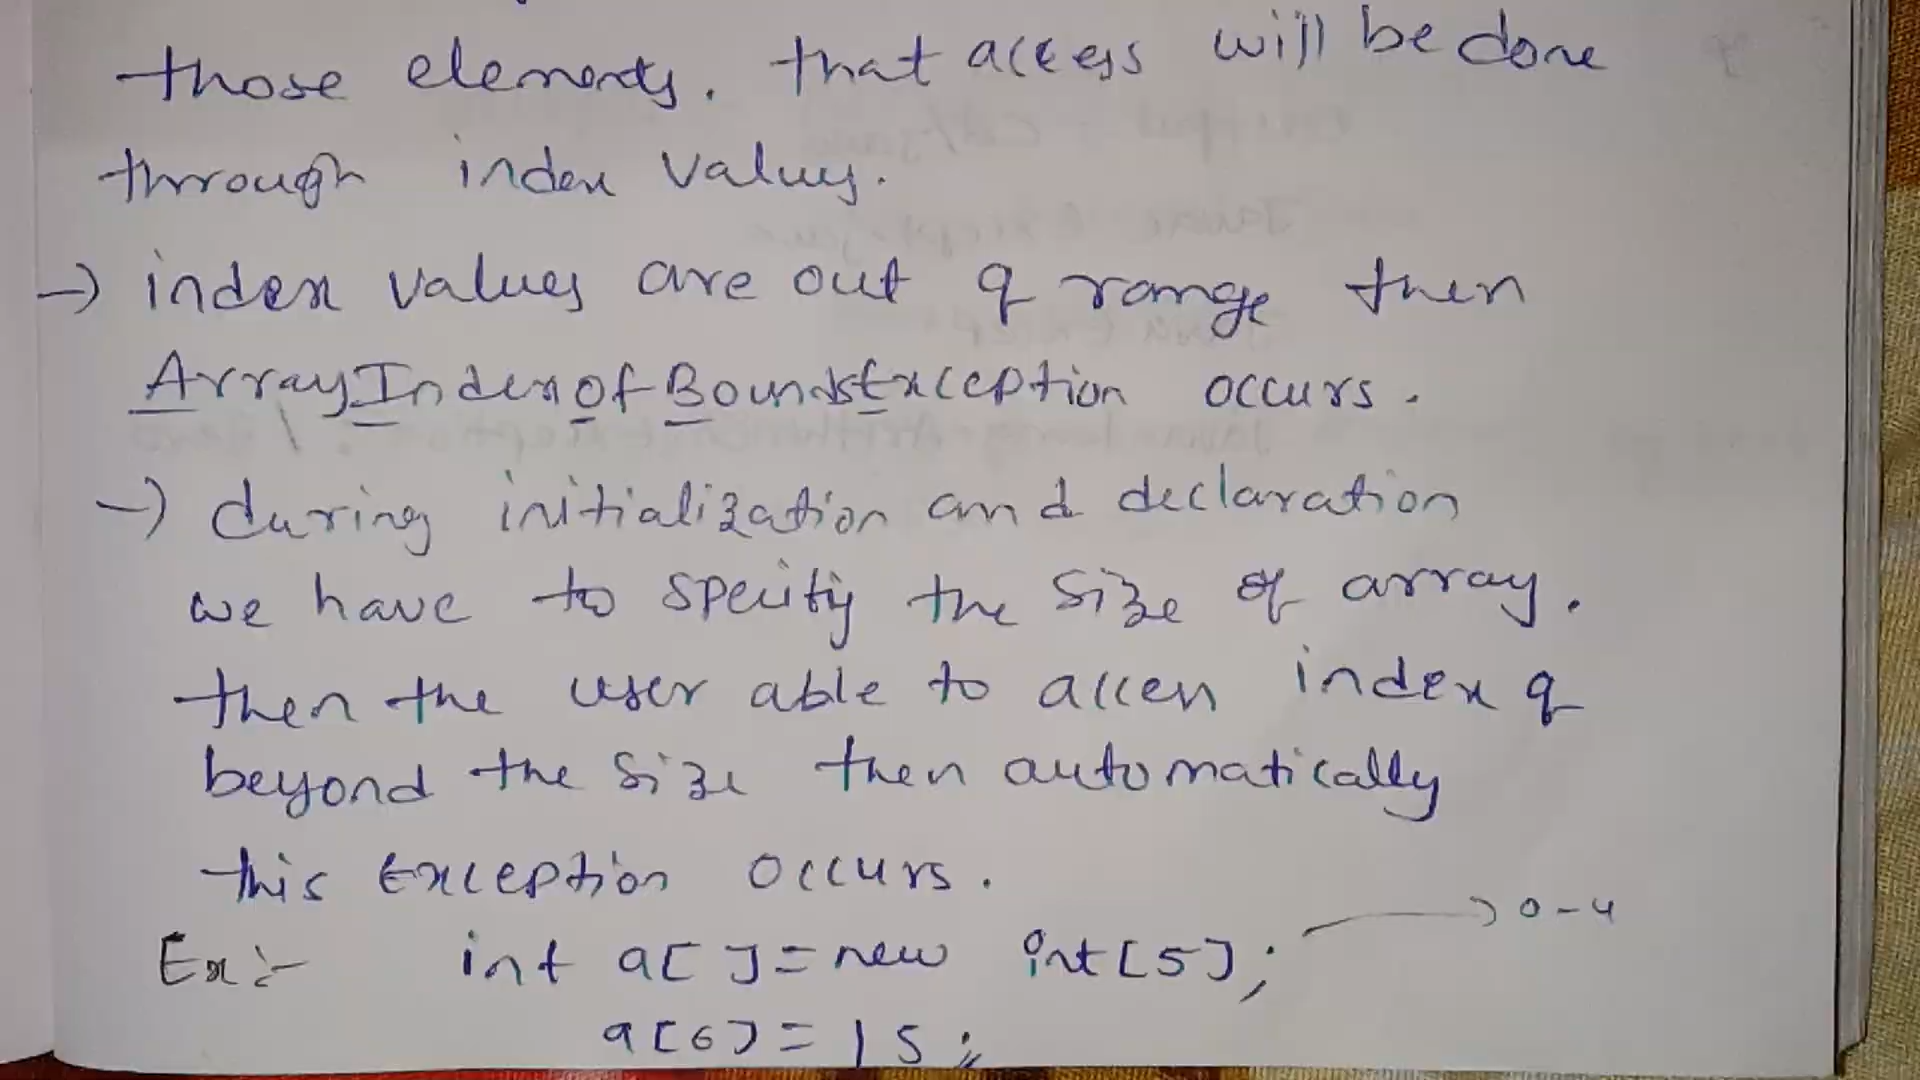 those elements. that access will be done
through index values.
→ index values are out of range then
ArrayIndexOfBoundsException occurs.
→ during initialization and declaration
we have to specify the size of array.
then the user able to access index of
beyond the size then automatically
this exception occurs.
Ex:- int a[]=new int[5]; → 0-4
a[6]=15;